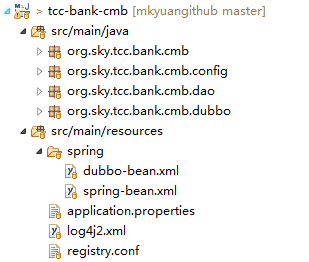 > tcc-bank-cmb [mkyuangithub master]
src/main/java
org.sky.tcc.bank.cmb
org.sky.tcc.bank.cmb.config
org.sky.tcc.bank.cmb.dao
org.sky.tcc.bank.cmb.dubbo
src/main/resources
spring
dubbo-bean.xml
spring-bean.xml
application.properties
log4j2.xml
registry.conf